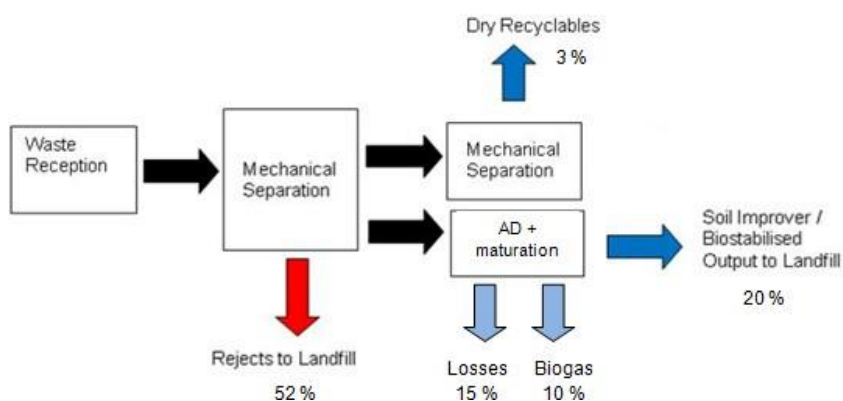 Dry Recyclables
3 %
Waste
Reception
Mechanical
Separation
Mechanical
Separation
AD +
maturation
Soil Improver /
Biostabilised
Output to Landfill
20 %
Rejects to Landfill
52 %
Losses
15 %
Biogas
10 %